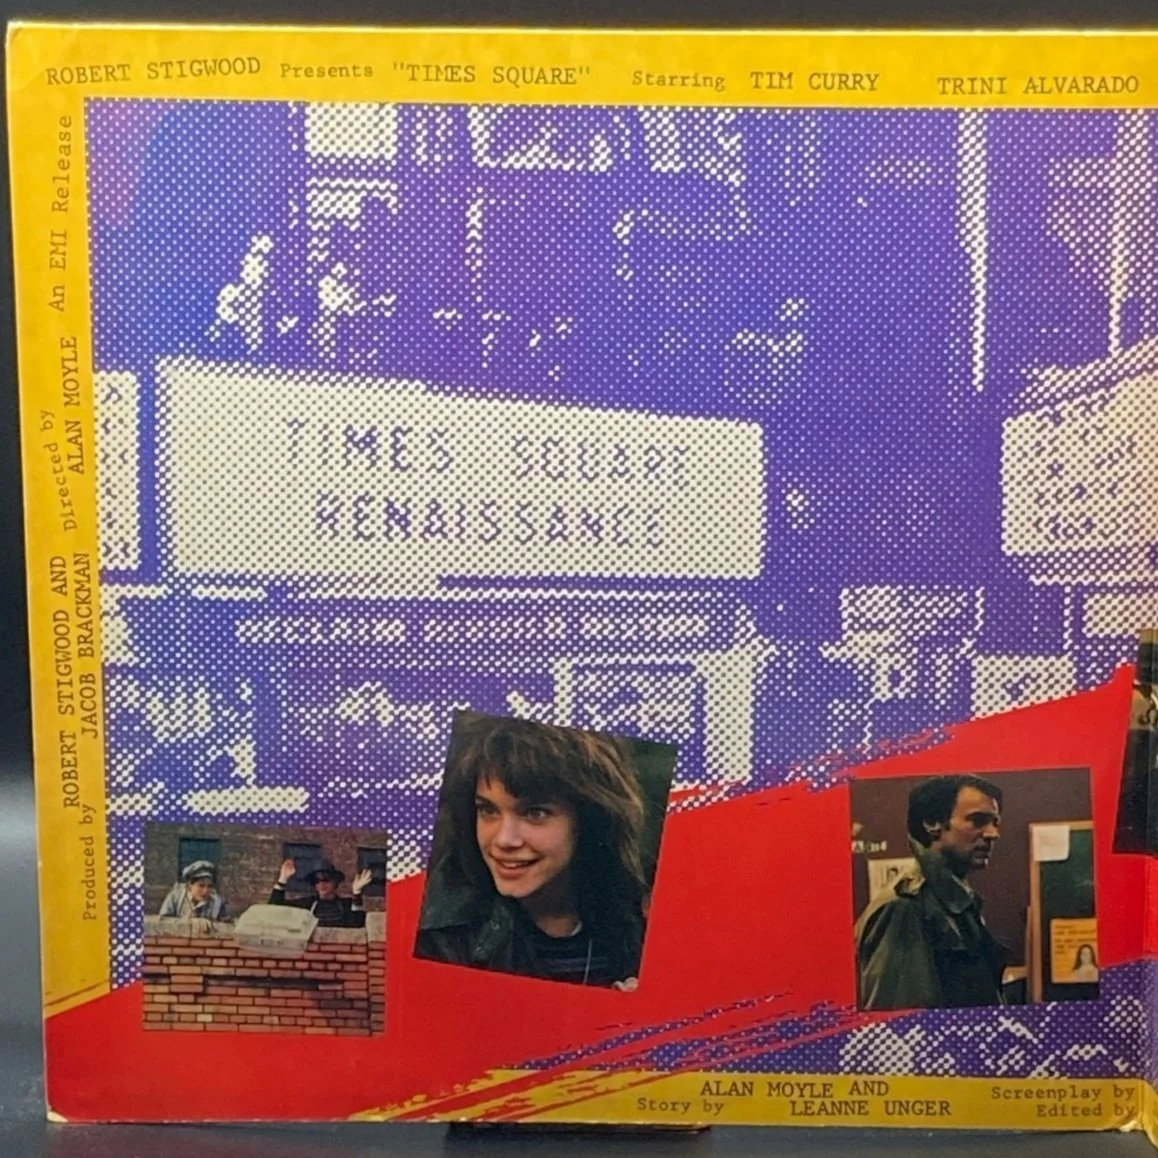 ROBERT STIGWOOD Presents "TIMES SQUARE" Starring TIM CURRY TRINI ALVARADO
An EMI Release
Directed by
ALAN MOYLE
ROBERT STIGWOOD AND
Produced by JACOB BRACKMAN
TIMES SQUARE
RENAISSANCE
ALAN MOYLE AND
Story by LEANNE UNGER
Screenplay by
Edited by